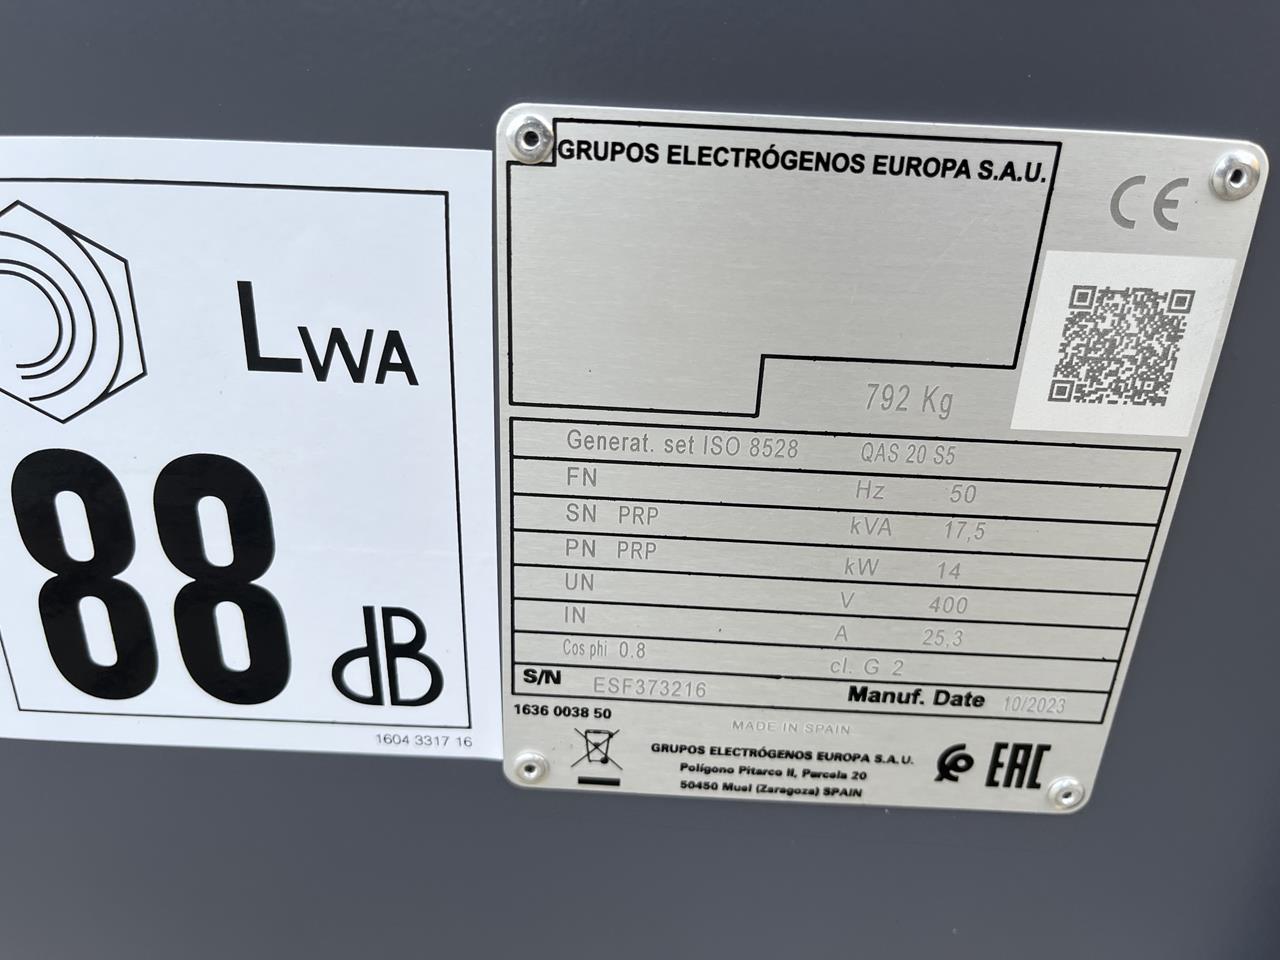 LWA
88 dB
1604 3317 16
GRUPOS ELECTRÓGENOS EUROPA S.A.U.
CE
792 Kg
Generat. set ISO 8528 QAS 20 S5
FN Hz 50
SN PRP kVA 17,5
PN PRP kW 14
UN V 400
IN A 25,3
Cos phi 0.8 cl. G 2
S/N ESF373216 Manuf. Date 10/2023
1636 0038 50
MADE IN SPAIN
GRUPOS ELECTRÓGENOS EUROPA S.A.U.
Polígono Pitarco II, Parcela 20
50450 Muel (Zaragoza) SPAIN
EAC